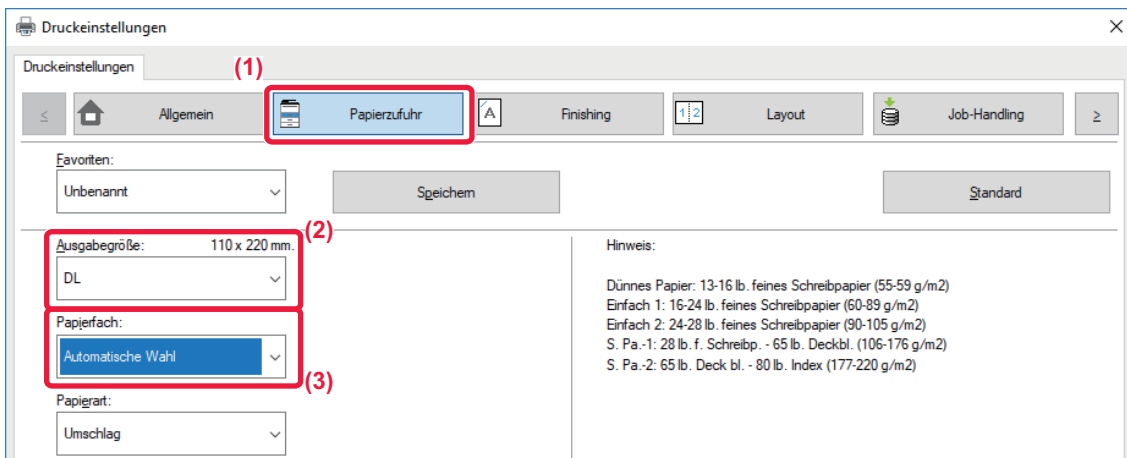 Druckeinstellungen
Druckeinstellungen
(1)
< Allgemein Papierzufuhr A Finishing 1 2 Layout Job-Handling >
Favoriten:
Unbenannt Speichern Standard
(2)
Ausgabegröße: 110 x 220 mm.
DL
Papierfach:
Automatische Wahl
(3)
Papierart:
Umschlag
Hinweis:
Dünnes Papier: 13-16 lb. feines Schreibpapier (55-59 g/m2)
Einfach 1: 16-24 lb. feines Schreibpapier (60-89 g/m2)
Einfach 2: 24-28 lb. feines Schreibpapier (90-105 g/m2)
S. Pa.-1: 28 lb. f. Schreibp. - 65 lb. Deckbl. (106-176 g/m2)
S. Pa.-2: 65 lb. Deck bl. - 80 lb. Index (177-220 g/m2)